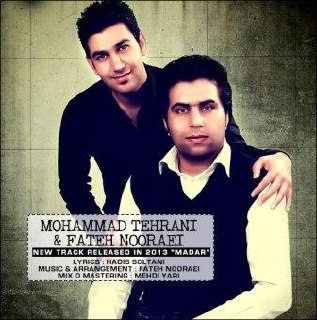 MOHAMMAD TEHRANI
& FATEH NOORAEI
NEW TRACK RELEASED IN 2013 "MADAR"
LYRICS : HADIS SOLTANI
MUSIC & ARRANGEMENT : FATEH NOORAEI
MIX & MASTERING : MEHDI YARI